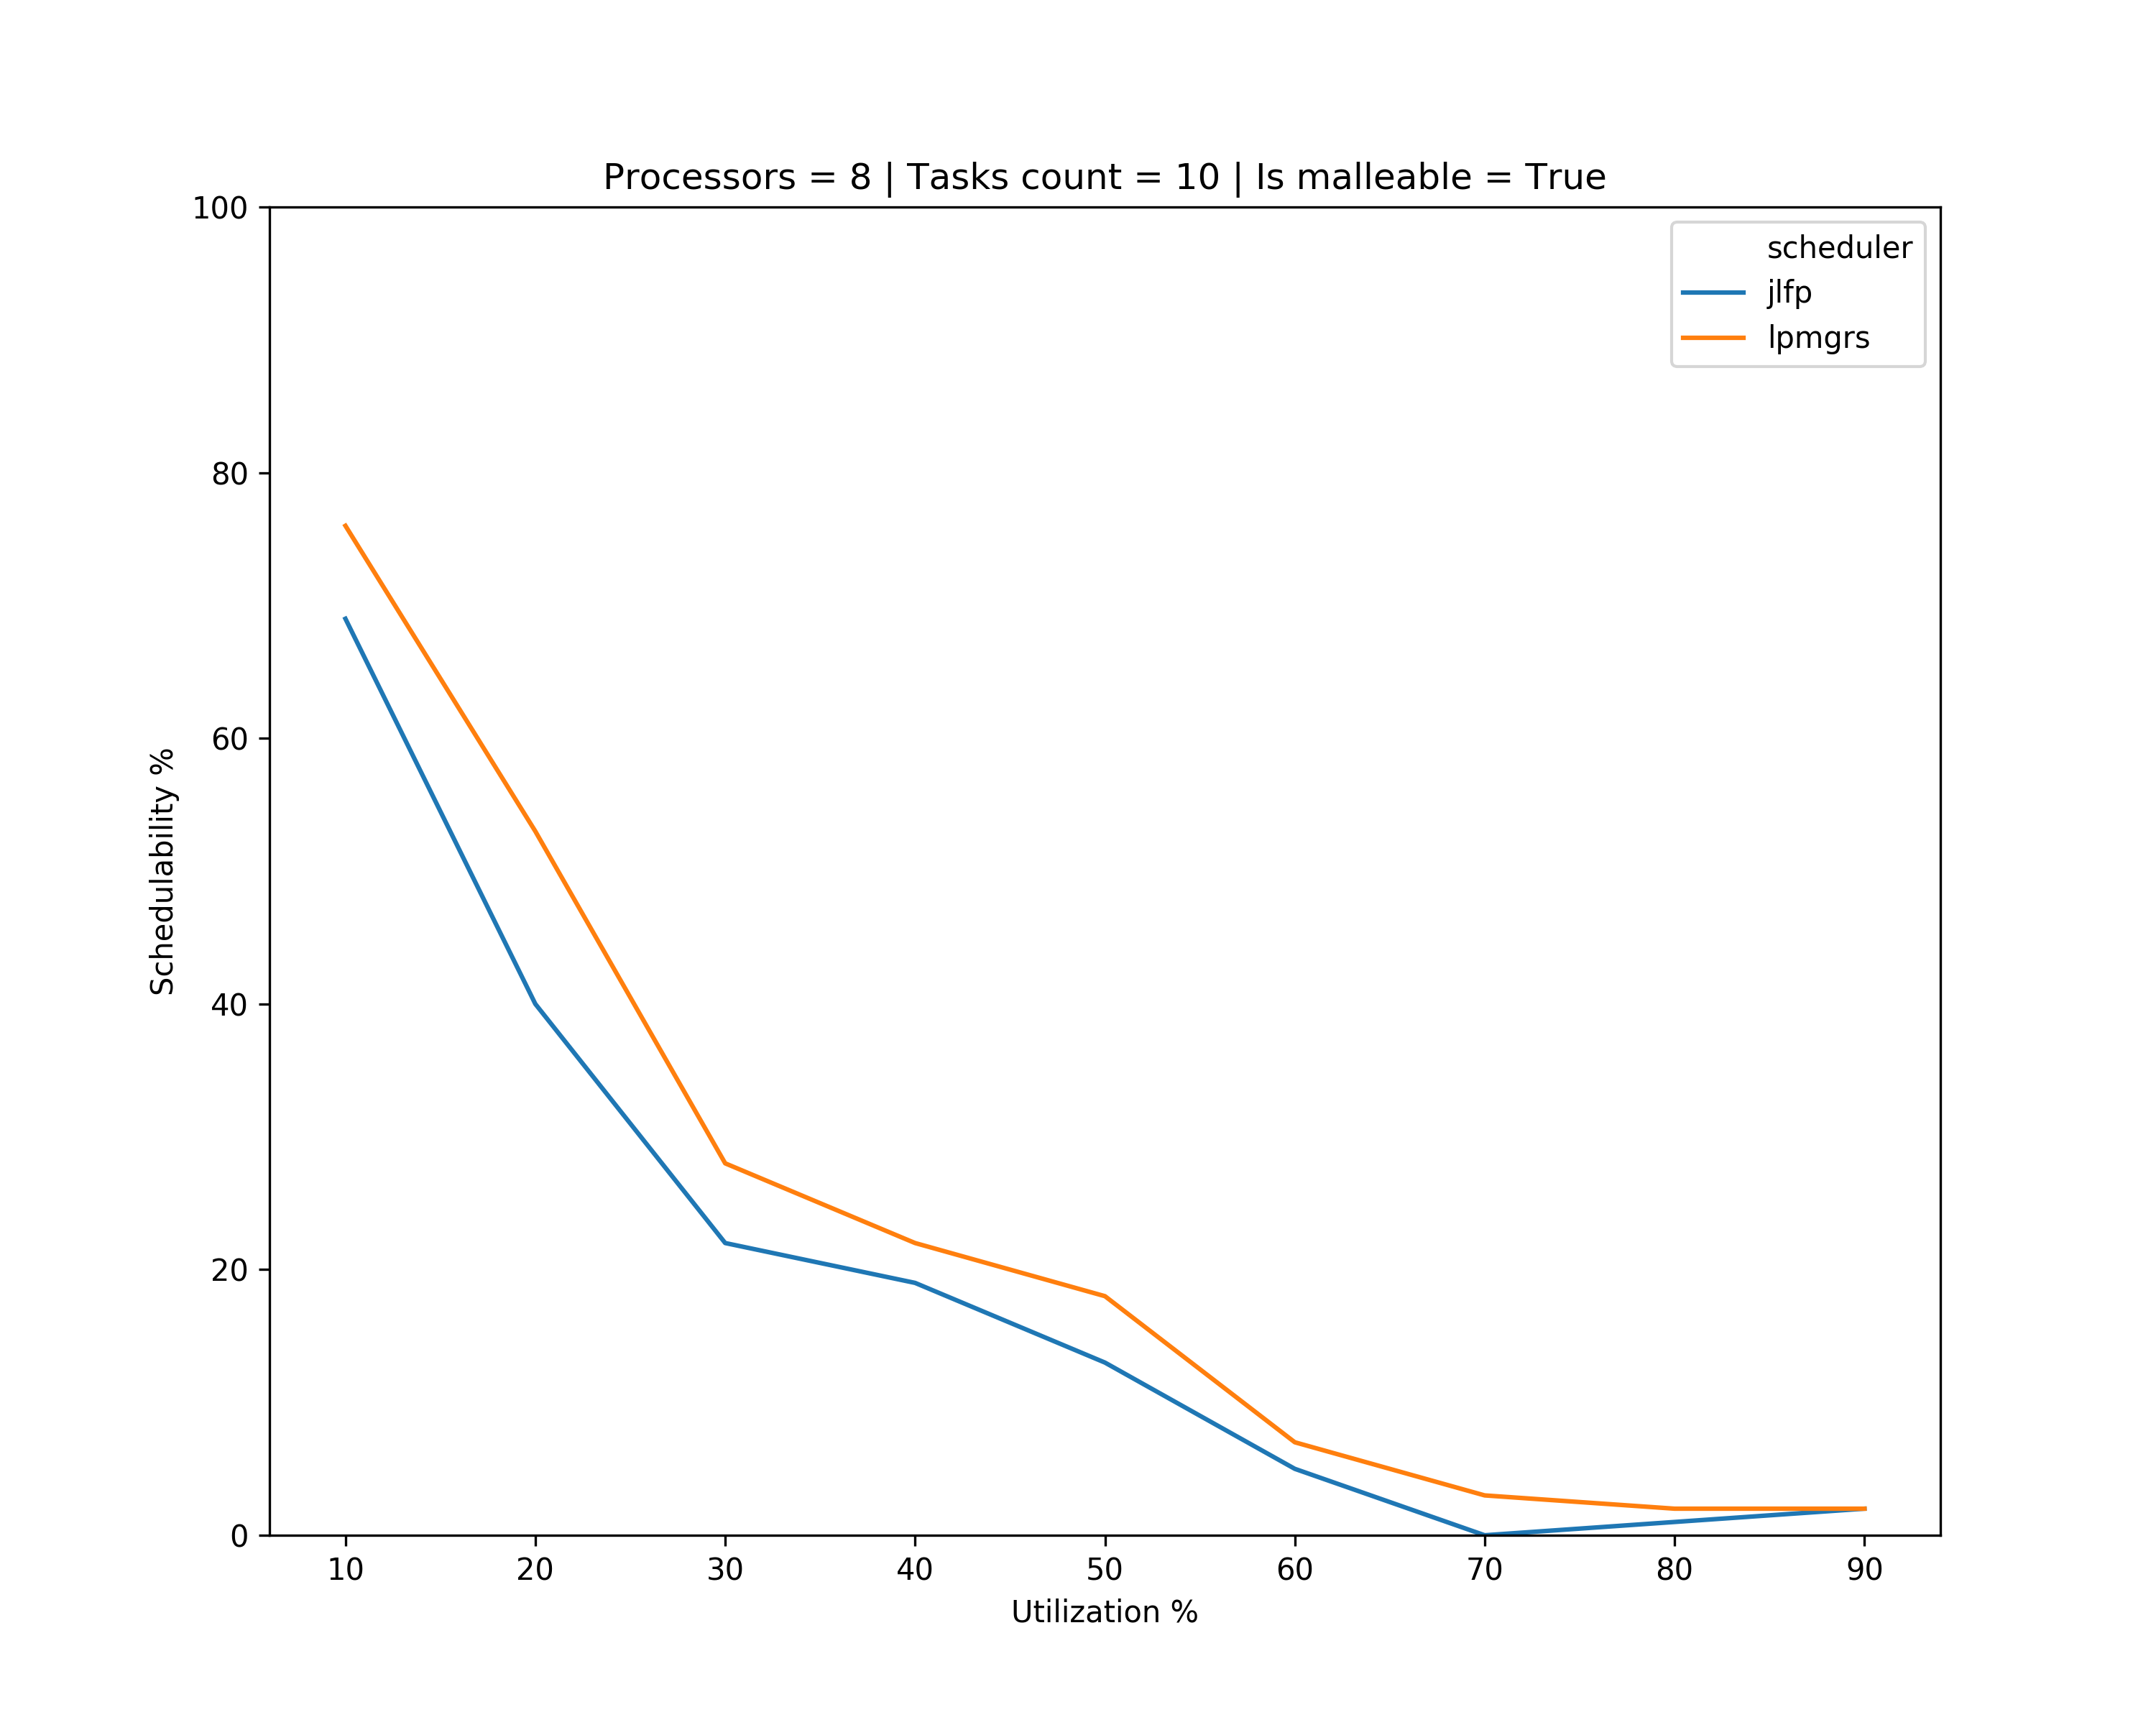 Processors = 8 | Tasks count = 10 | Is malleable = True
scheduler
jlfp
lpmgrs
Schedulability %
100
80
60
40
20
0
10 20 30 40 50 60 70 80 90
Utilization %